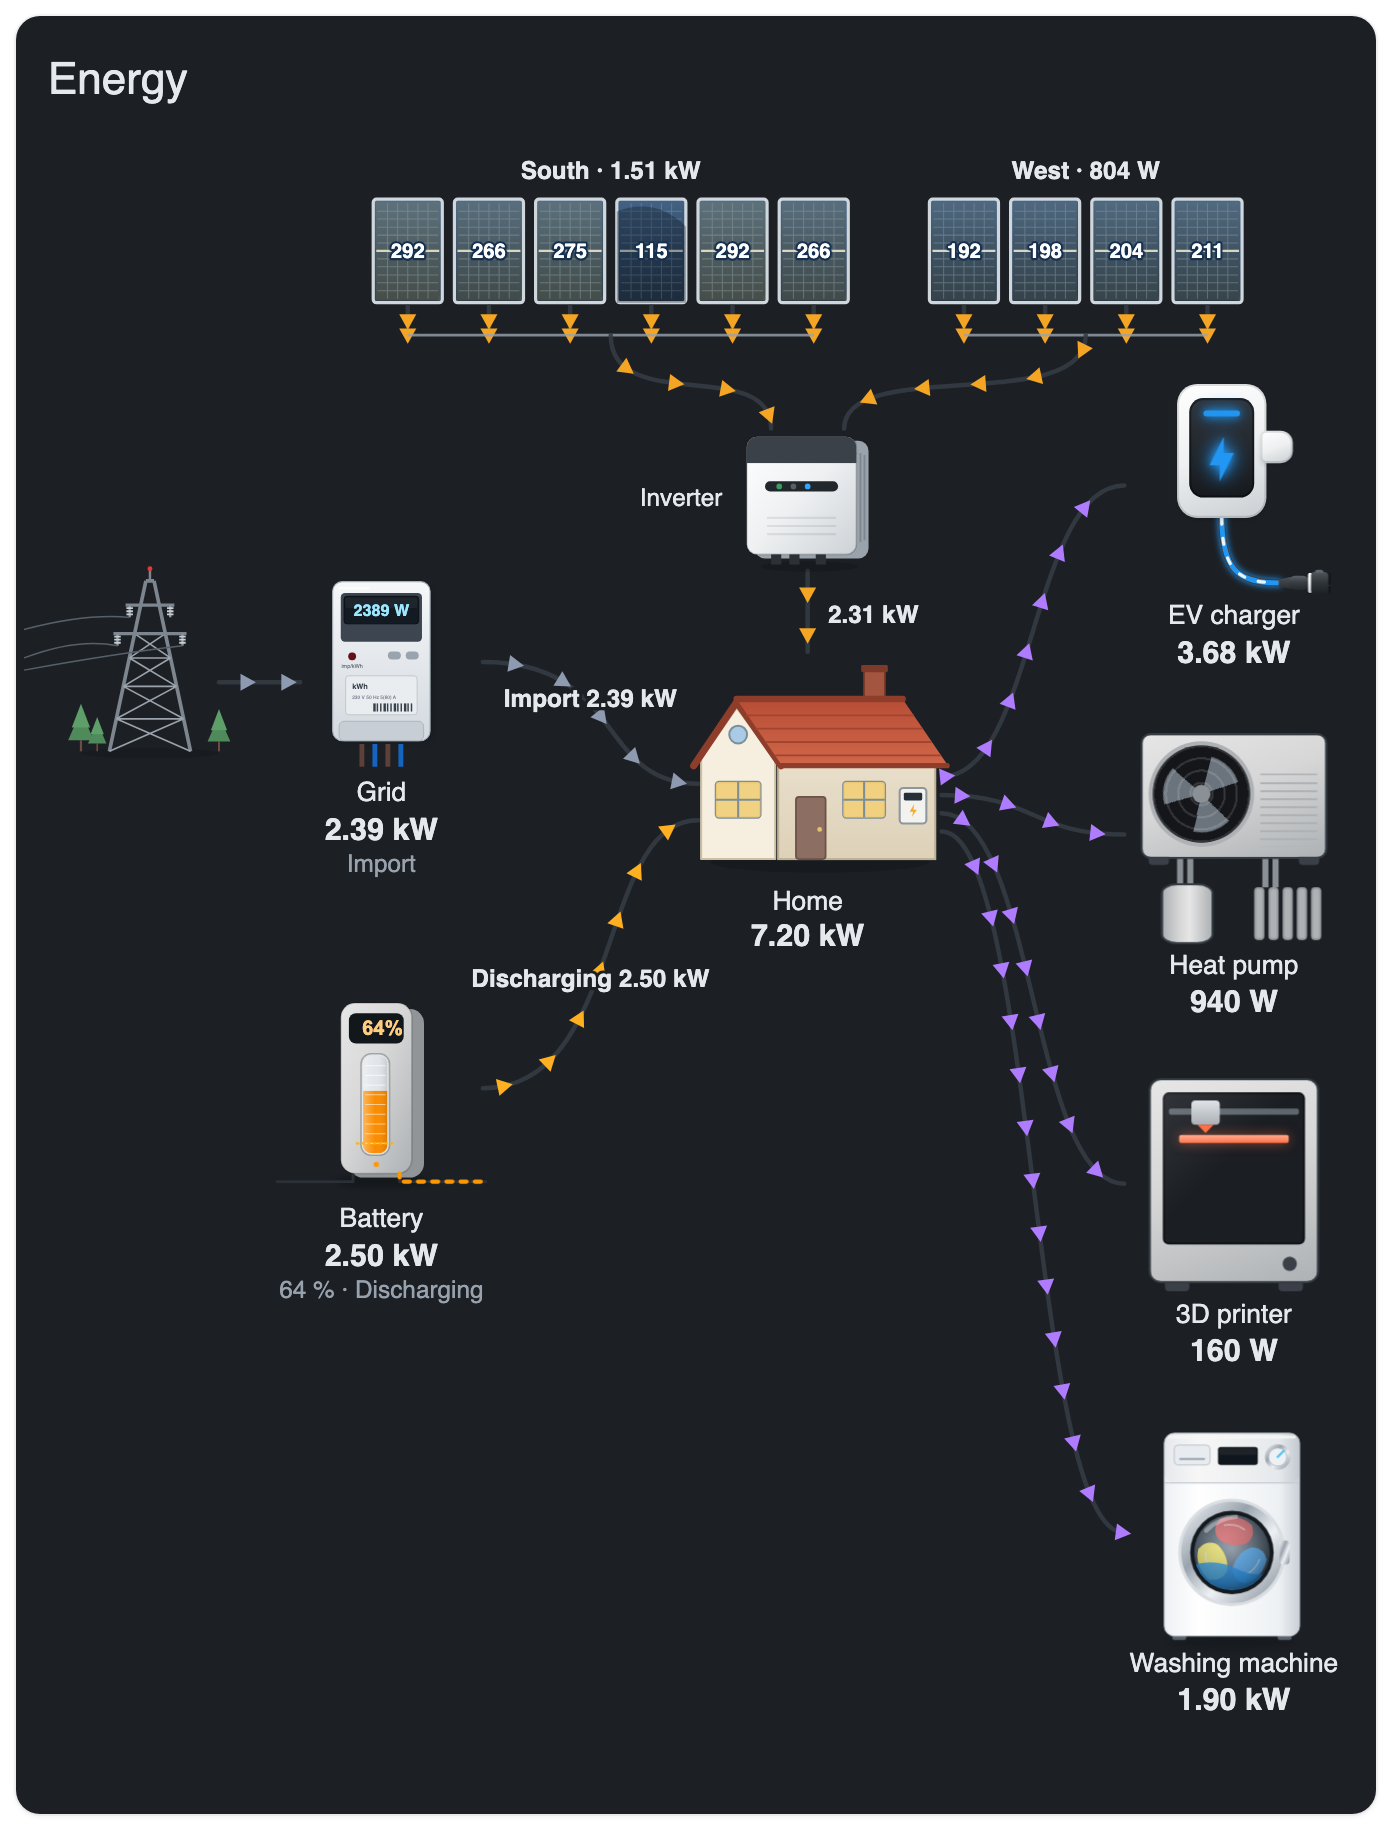 Energy
South · 1.51 kW
West · 804 W
292 266 275 115 292 266
192 198 204 211
Inverter
2.31 kW
2389 W
imp/kWh
kWh
Import 2.39 kW
Grid
2.39 kW
Import
Home
7.20 kW
EV charger
3.68 kW
Heat pump
940 W
Discharging 2.50 kW
64%
Battery
2.50 kW
64 % · Discharging
3D printer
160 W
Washing machine
1.90 kW